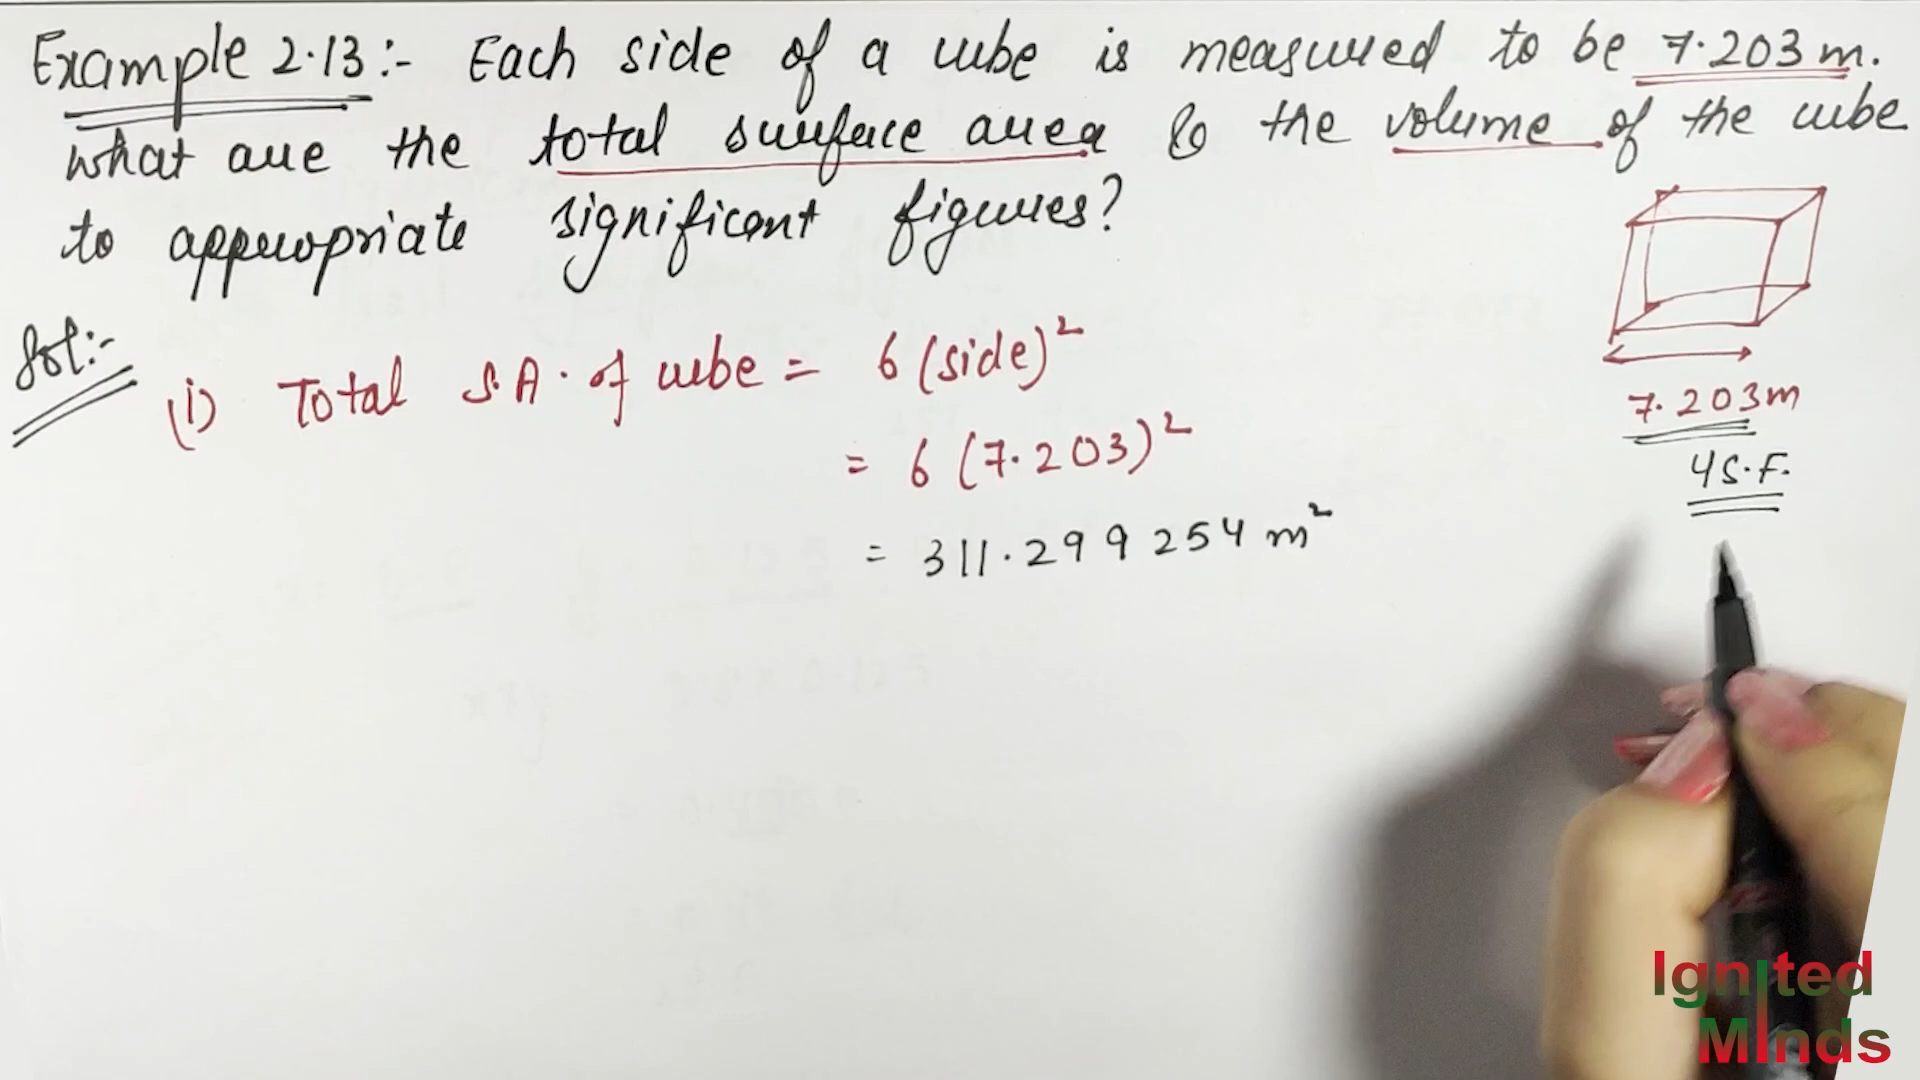 Example 2.13:- Each side of a cube is measured to be 7.203 m.
what are the total surface area & the volume of the cube
to appropriate significant figures?
Sol:-
(i) Total S.A. of cube = 6 (side)²
= 6 (7.203)²
= 311.299254 m²
7.203m
4 S.F.
Ignited
Minds